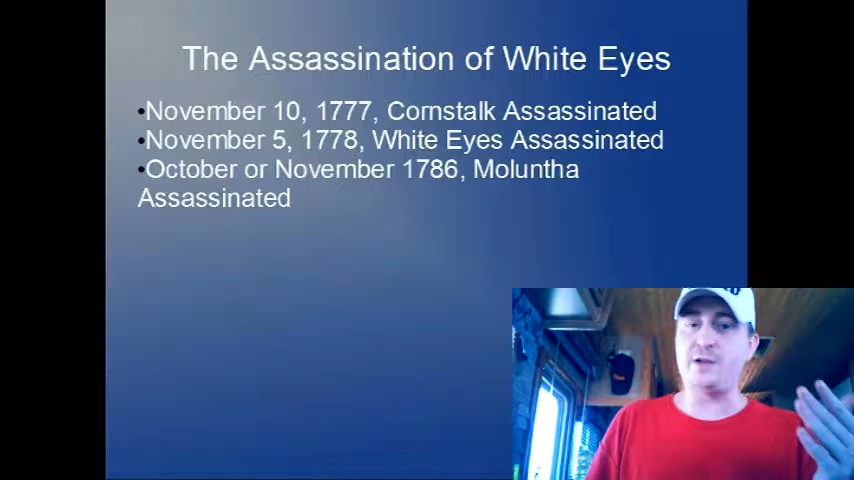 The Assassination of White Eyes
•November 10, 1777, Cornstalk Assassinated
•November 5, 1778, White Eyes Assassinated
•October or November 1786, Moluntha
Assassinated